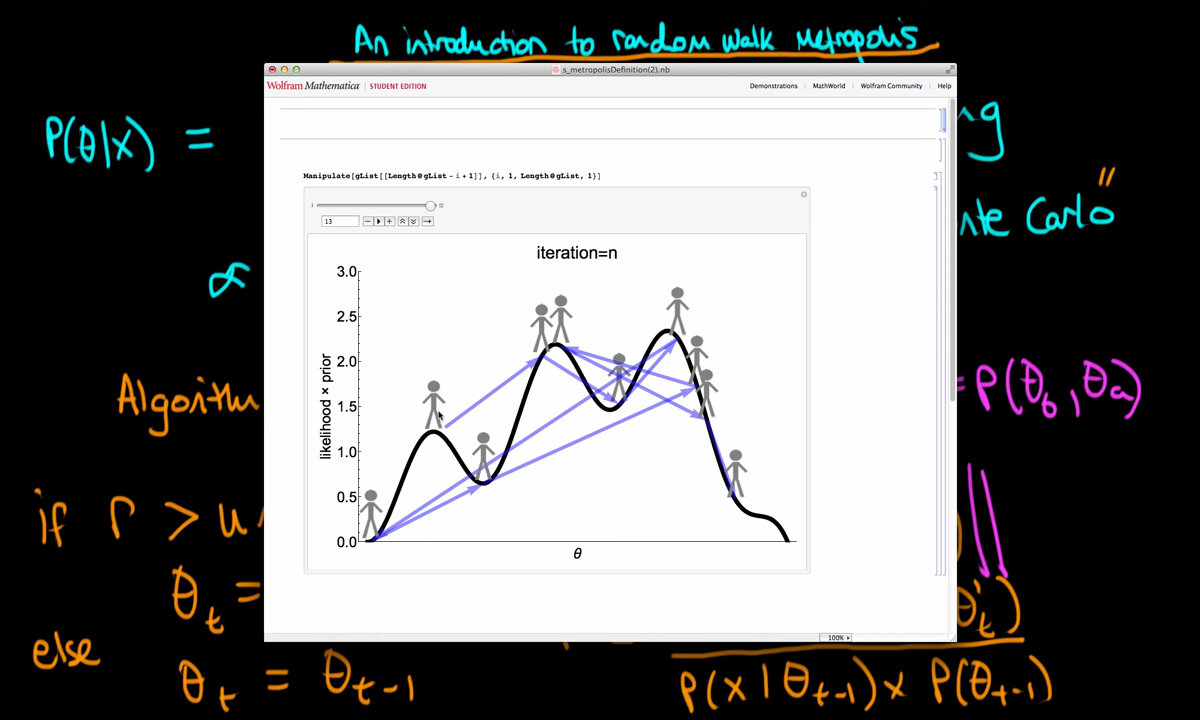 An introduction to random walk Metropolis
s_metropolisDefinition(2).nb
Wolfram Mathematica | STUDENT EDITION
Demonstrations | MathWorld | Wolfram Community | Help
P(θ|x) =
Manipulate[gList[[Length@gList - i + 1]], {i, 1, Length@gList, 1}]
i
13
"
Carlo
∝
iteration=n
3.0
2.5
2.0
1.5
1.0
0.5
0.0
likelihood × prior
θ
= P(θb, θa)
if r > u
θt =
θ't)
else
θt = θt-1
P(x|θt-1) × P(θt-1)
100%